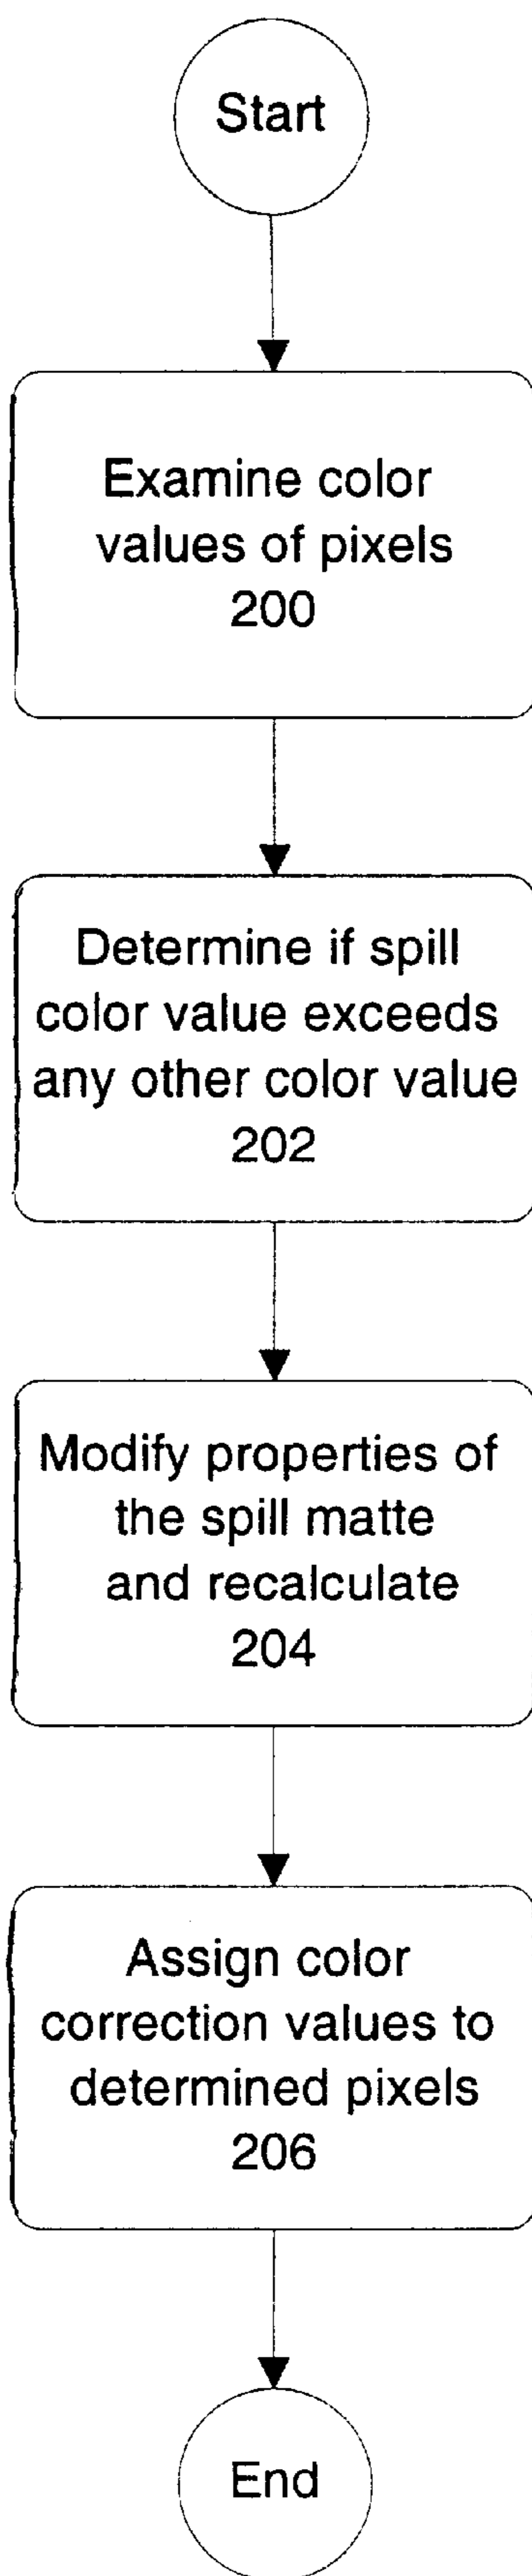 Start
Examine color
values of pixels
200
Determine if spill
color value exceeds
any other color value
202
Modify properties of
the spill matte
and recalculate
204
Assign color
correction values to
determined pixels
206
End